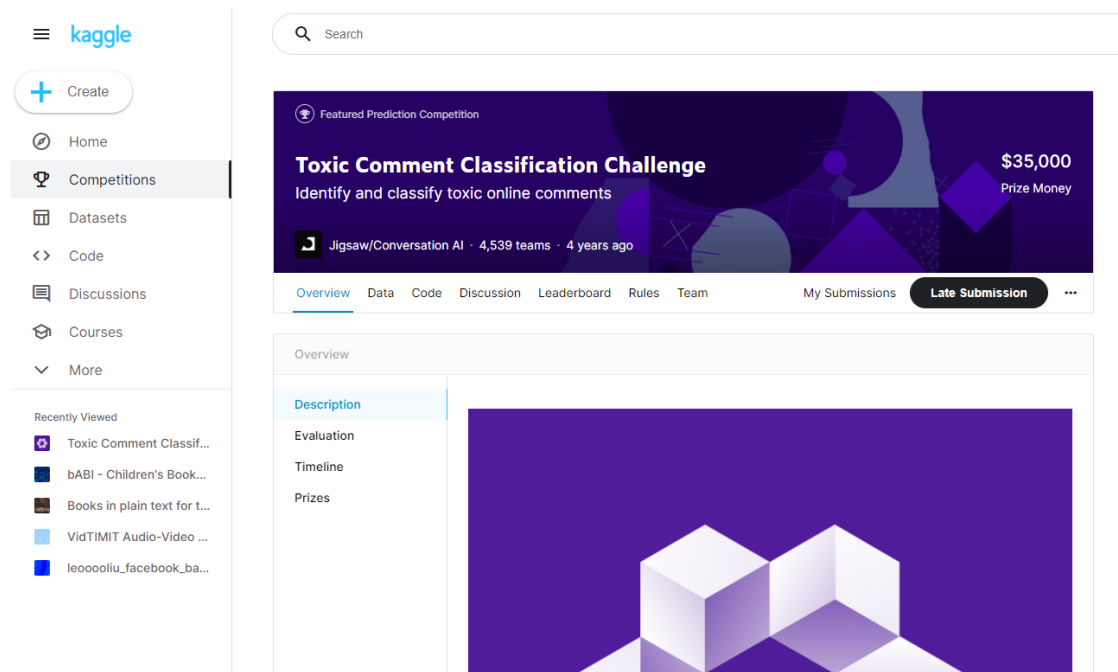 kaggle
Search
Create
Home
Competitions
Datasets
Code
Discussions
Courses
More
Recently Viewed
Toxic Comment Classif...
bABI - Children's Book...
Books in plain text for t...
VidTIMIT Audio-Video ...
leooooliu_facebook_ba...
Featured Prediction Competition
Toxic Comment Classification Challenge
Identify and classify toxic online comments
$35,000
Prize Money
Jigsaw/Conversation AI · 4,539 teams · 4 years ago
Overview Data Code Discussion Leaderboard Rules Team My Submissions Late Submission ...
Overview
Description
Evaluation
Timeline
Prizes